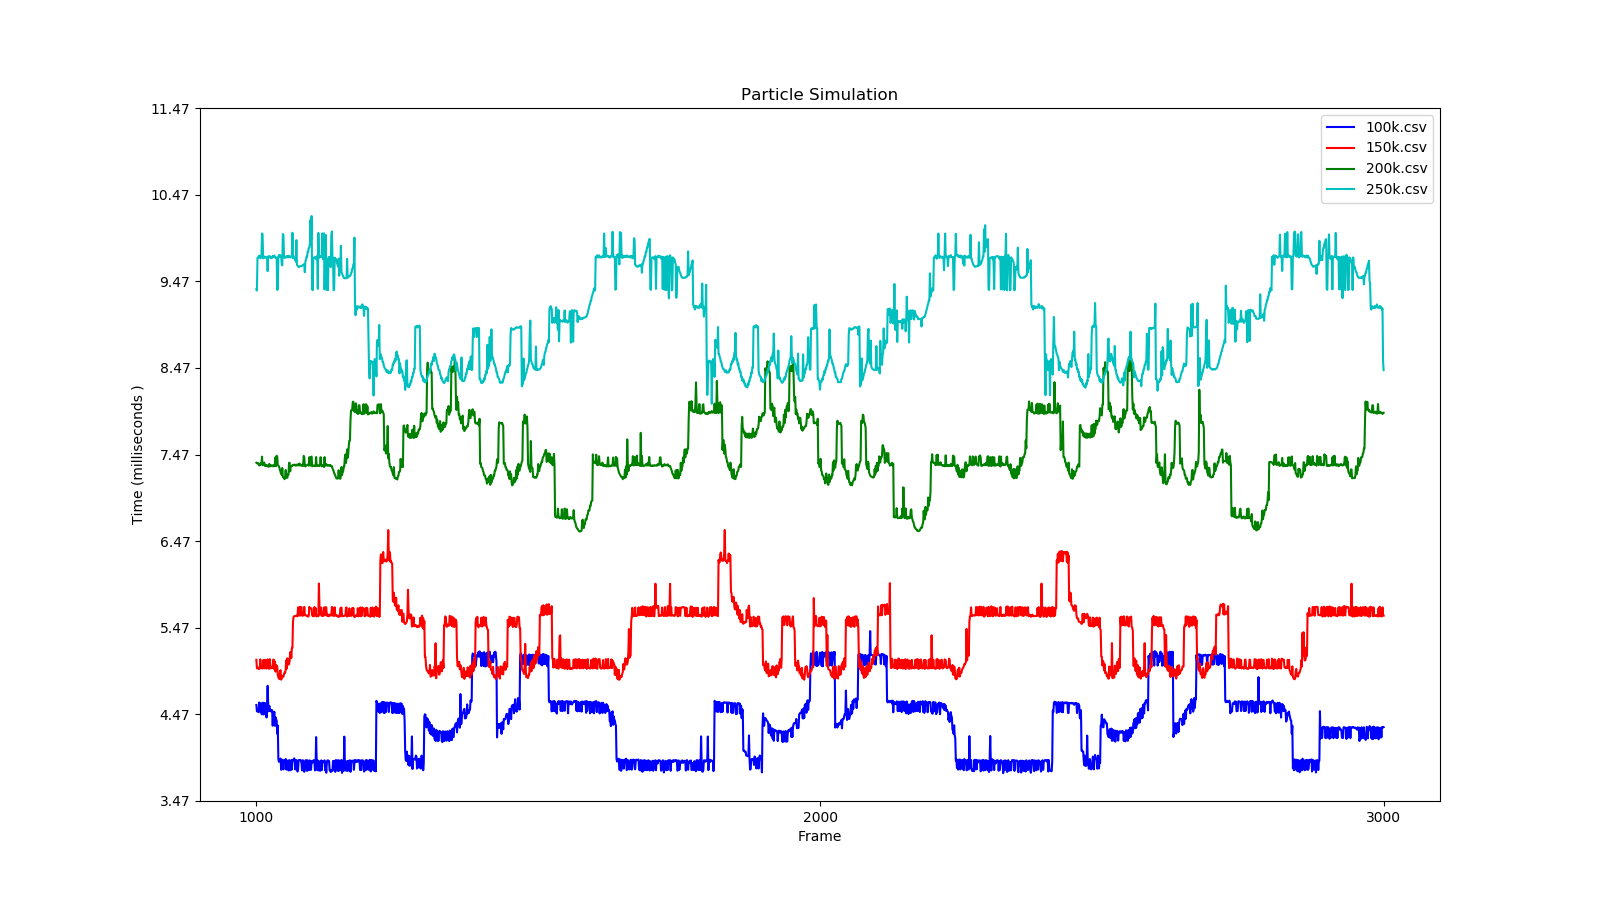 Particle Simulation
11.47
10.47
9.47
8.47
7.47
6.47
5.47
4.47
3.47
Time (milliseconds )
100k.csv
150k.csv
200k.csv
250k.csv
1000
2000
3000
Frame